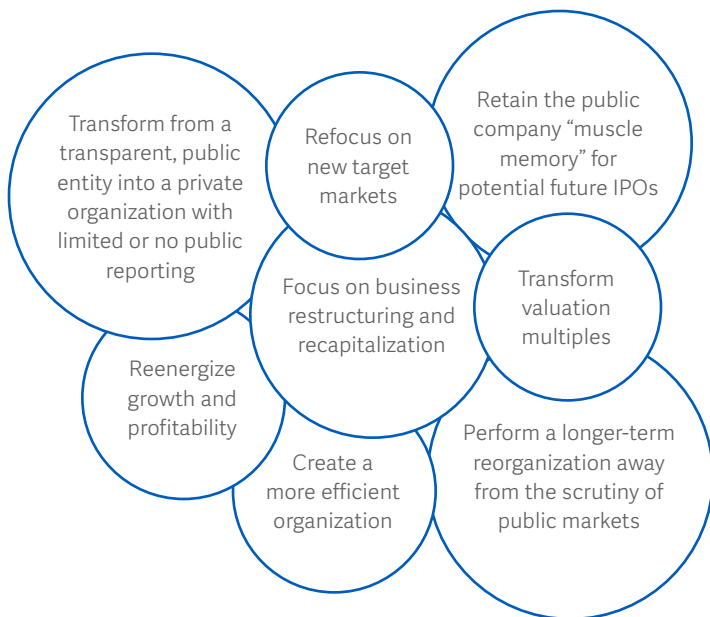 Transform from a
transparent, public
entity into a private
organization with
limited or no public
reporting
Refocus on
new target
markets
Retain the public
company “muscle
memory” for
potential future IPOs
Focus on business
restructuring and
recapitalization
Transform
valuation
multiples
Reenergize
growth and
profitability
Create a
more efficient
organization
Perform a longer-term
reorganization away
from the scrutiny of
public markets